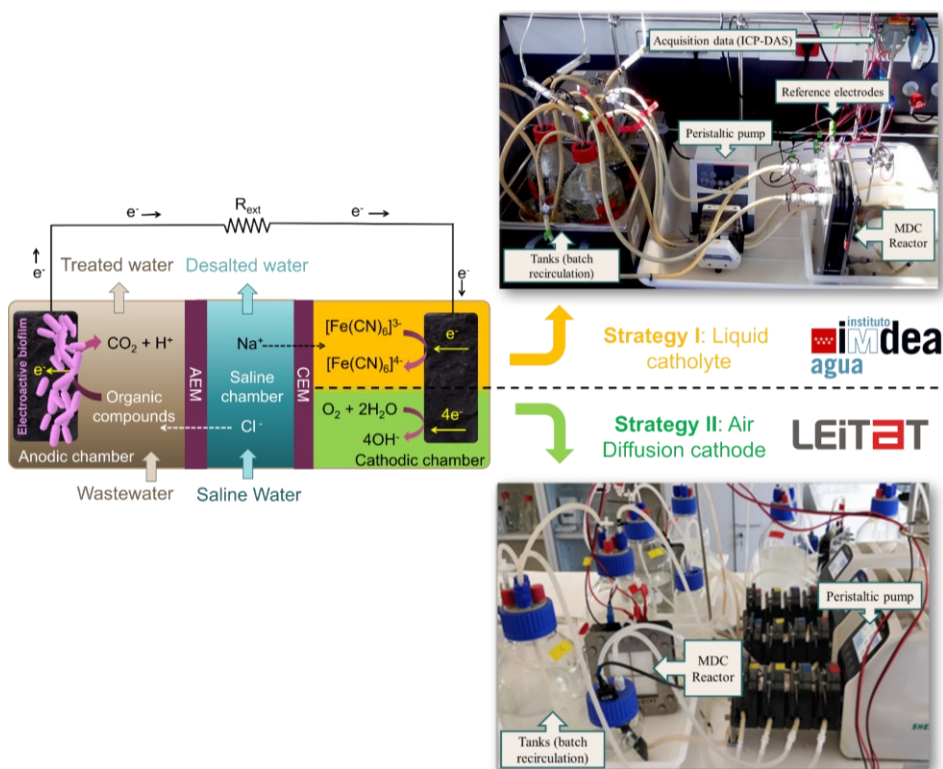 Acquisition data (ICP-DAS)
Reference electrodes
Peristaltic pump
MDC
Reactor
Tanks (batch
recirculation)
e-
Rext
e-
e-
e-
Treated water
Desalted water
Electroactive biofilm
e-
CO2 + H+
Organic
compounds
Anodic chamber
AEM
Na+
Saline
chamber
Cl-
CEM
[Fe(CN)6]3-
[Fe(CN)6]4-
e-
O2 + 2H2O
4e-
4OH-
Cathodic chamber
Wastewater
Saline Water
Strategy I: Liquid
catholyte
instituto
iMdea
agua
Strategy II: Air
Diffusion cathode
LEITAT
Peristaltic pump
MDC
Reactor
Tanks (batch
recirculation)